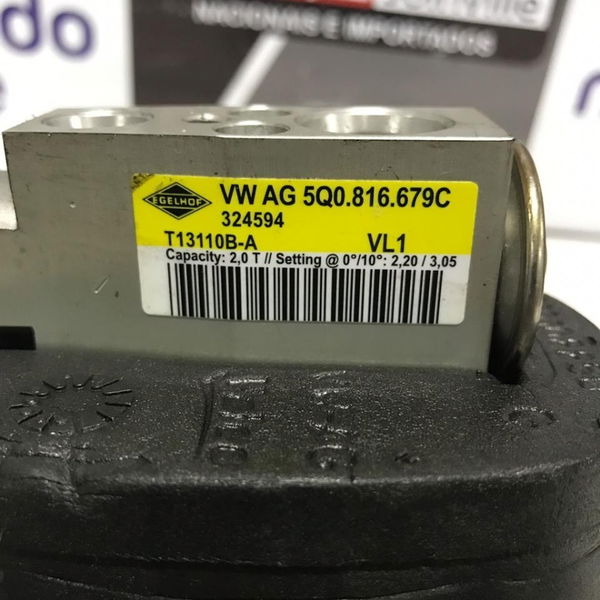 ndo
NACIONAIS E IMPORTADOS
EGELHOF
VW AG 5Q0.816.679C
324594
T13110B-A VL1
Capacity: 2,0 T // Setting @ 0°/10°: 2,20 / 3,05